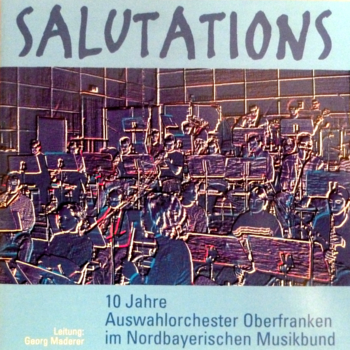 SALUTATIONS
10 Jahre
Auswahlorchester Oberfranken
im Nordbayerischen Musikbund
Leitung:
Georg Maderer